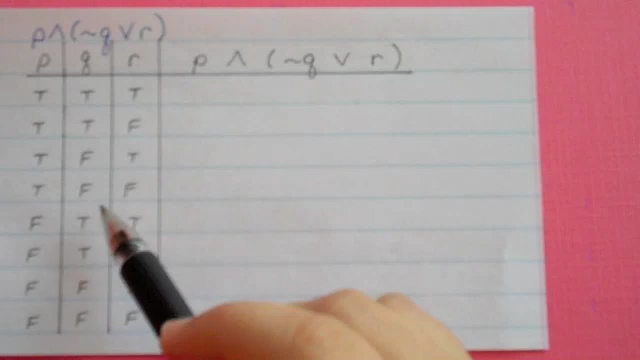 p∧(~q∨r)
p q r p ∧ (~q ∨ r)
T T T
T T F
T F T
T F F
F T T
F T
F F
F F F